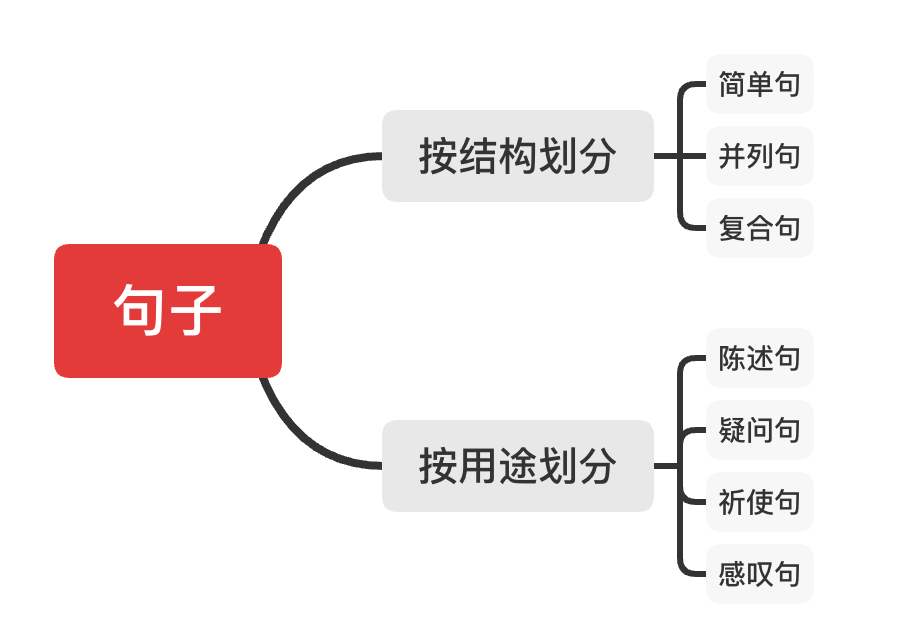 句子
按结构划分
简单句
并列句
复合句
按用途划分
陈述句
疑问句
祈使句
感叹句